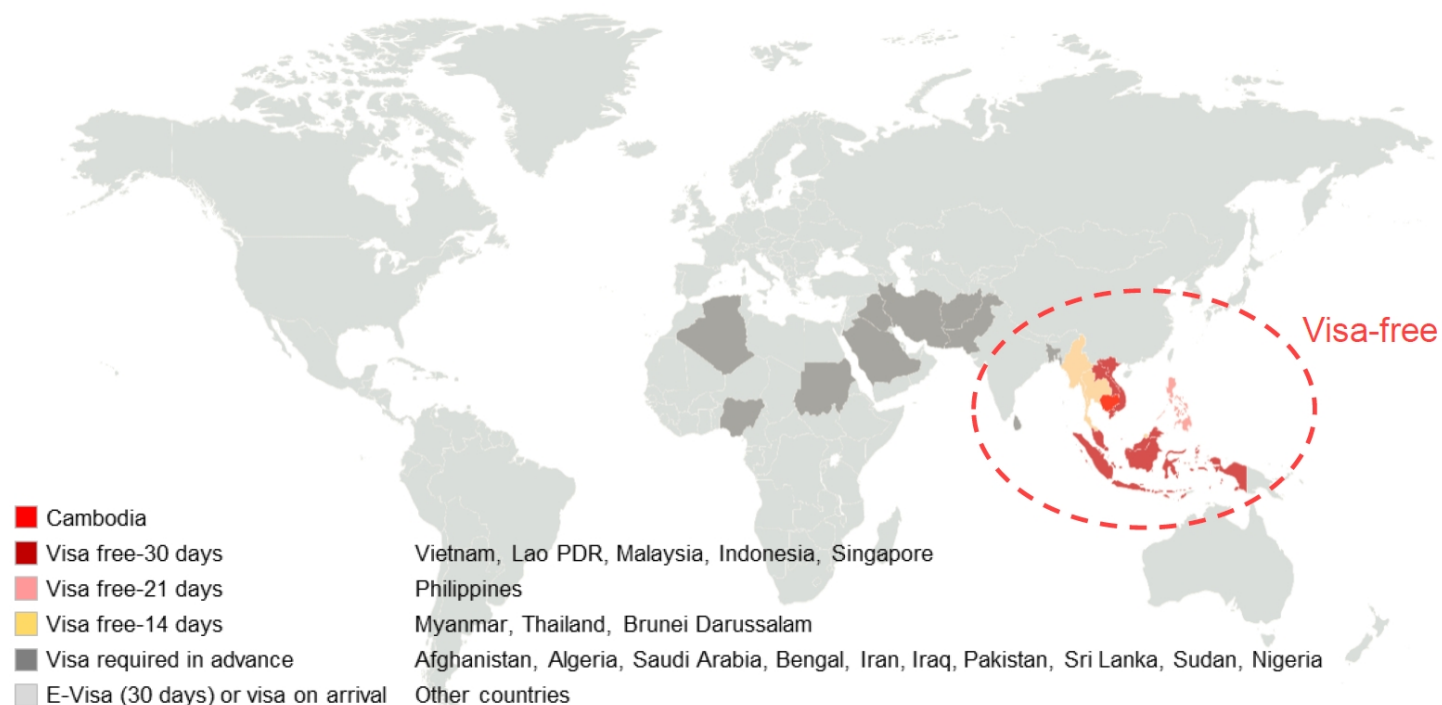 Visa-free
Cambodia
Visa free-30 days Vietnam, Lao PDR, Malaysia, Indonesia, Singapore
Visa free-21 days Philippines
Visa free-14 days Myanmar, Thailand, Brunei Darussalam
Visa required in advance Afghanistan, Algeria, Saudi Arabia, Bengal, Iran, Iraq, Pakistan, Sri Lanka, Sudan, Nigeria
E-Visa (30 days) or visa on arrival Other countries